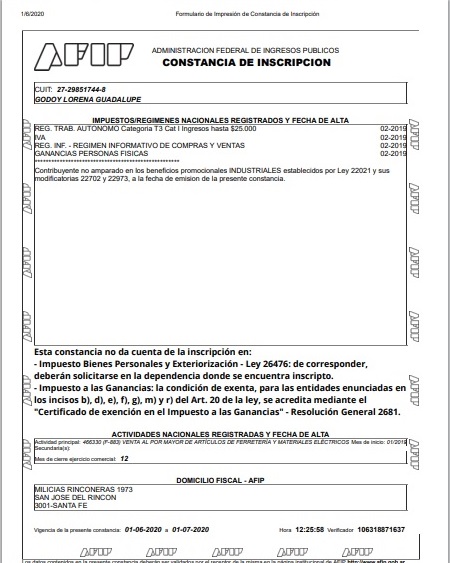 1/6/2020 Formulario de Impresión de Constancia de Inscripción
AFIP
ADMINISTRACION FEDERAL DE INGRESOS PUBLICOS
CONSTANCIA DE INSCRIPCION
CUIT: 27-29851744-8
GODOY LORENA GUADALUPE
IMPUESTOS/REGIMENES NACIONALES REGISTRADOS Y FECHA DE ALTA
REG. TRAB. AUTONOMO Categoria T3 Cat I Ingresos hasta $25.000 02-2019
IVA 02-2019
REG. INF. - REGIMEN INFORMATIVO DE COMPRAS Y VENTAS 02-2019
GANANCIAS PERSONAS FISICAS 02-2019
Contribuyente no amparado en los beneficios promocionales INDUSTRIALES establecidos por Ley 22021 y sus
modificatorias 22702 y 22973, a la fecha de emision de la presente constancia.
Esta constancia no da cuenta de la inscripción en:
- Impuesto Bienes Personales y Exteriorización - Ley 26476: de corresponder,
deberán solicitarse en la dependencia donde se encuentra inscripto.
- Impuesto a las Ganancias: la condición de exenta, para las entidades enunciadas en
los incisos b), d), e), f), g), m) y r) del Art. 20 de la ley, se acredita mediante el
"Certificado de exención en el Impuesto a las Ganancias" - Resolución General 2681.
ACTIVIDADES NACIONALES REGISTRADAS Y FECHA DE ALTA
Actividad principal: 466330 (F-883) VENTA AL POR MAYOR DE ARTÍCULOS DE FERRETERÍA Y MATERIALES ELÉCTRICOS Mes de inicio: 01/2019
Secundaria(s):
Mes de cierre ejercicio comercial: 12
DOMICILIO FISCAL - AFIP
MILICIAS RINCONERAS 1973
SAN JOSE DEL RINCON
3001-SANTA FE
Vigencia de la presente constancia: 01-06-2020 a 01-07-2020 Hora 12:25:58 Verificador 106318871637
AFIP AFIP AFIP AFIP AFIP
Los datos contenidos en la presente constancia deberán ser validados por el receptor de la misma en la página institucional de AFIP http://www.afip.gob.ar